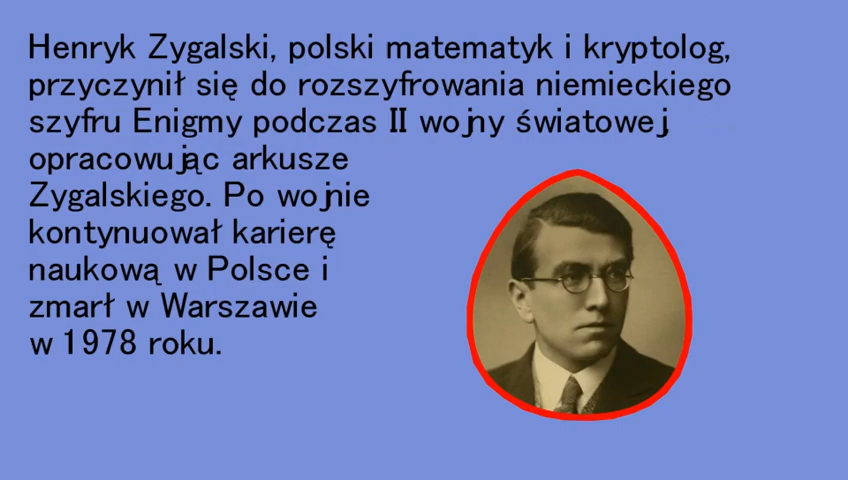 Henryk Zygalski, polski matematyk i kryptolog,
przyczynił się do rozszyfrowania niemieckiego
szyfru Enigmy podczas II wojny światowej,
opracowując arkusze
Zygalskiego. Po wojnie
kontynuował karierę
naukową w Polsce i
zmarł w Warszawie
w 1978 roku.